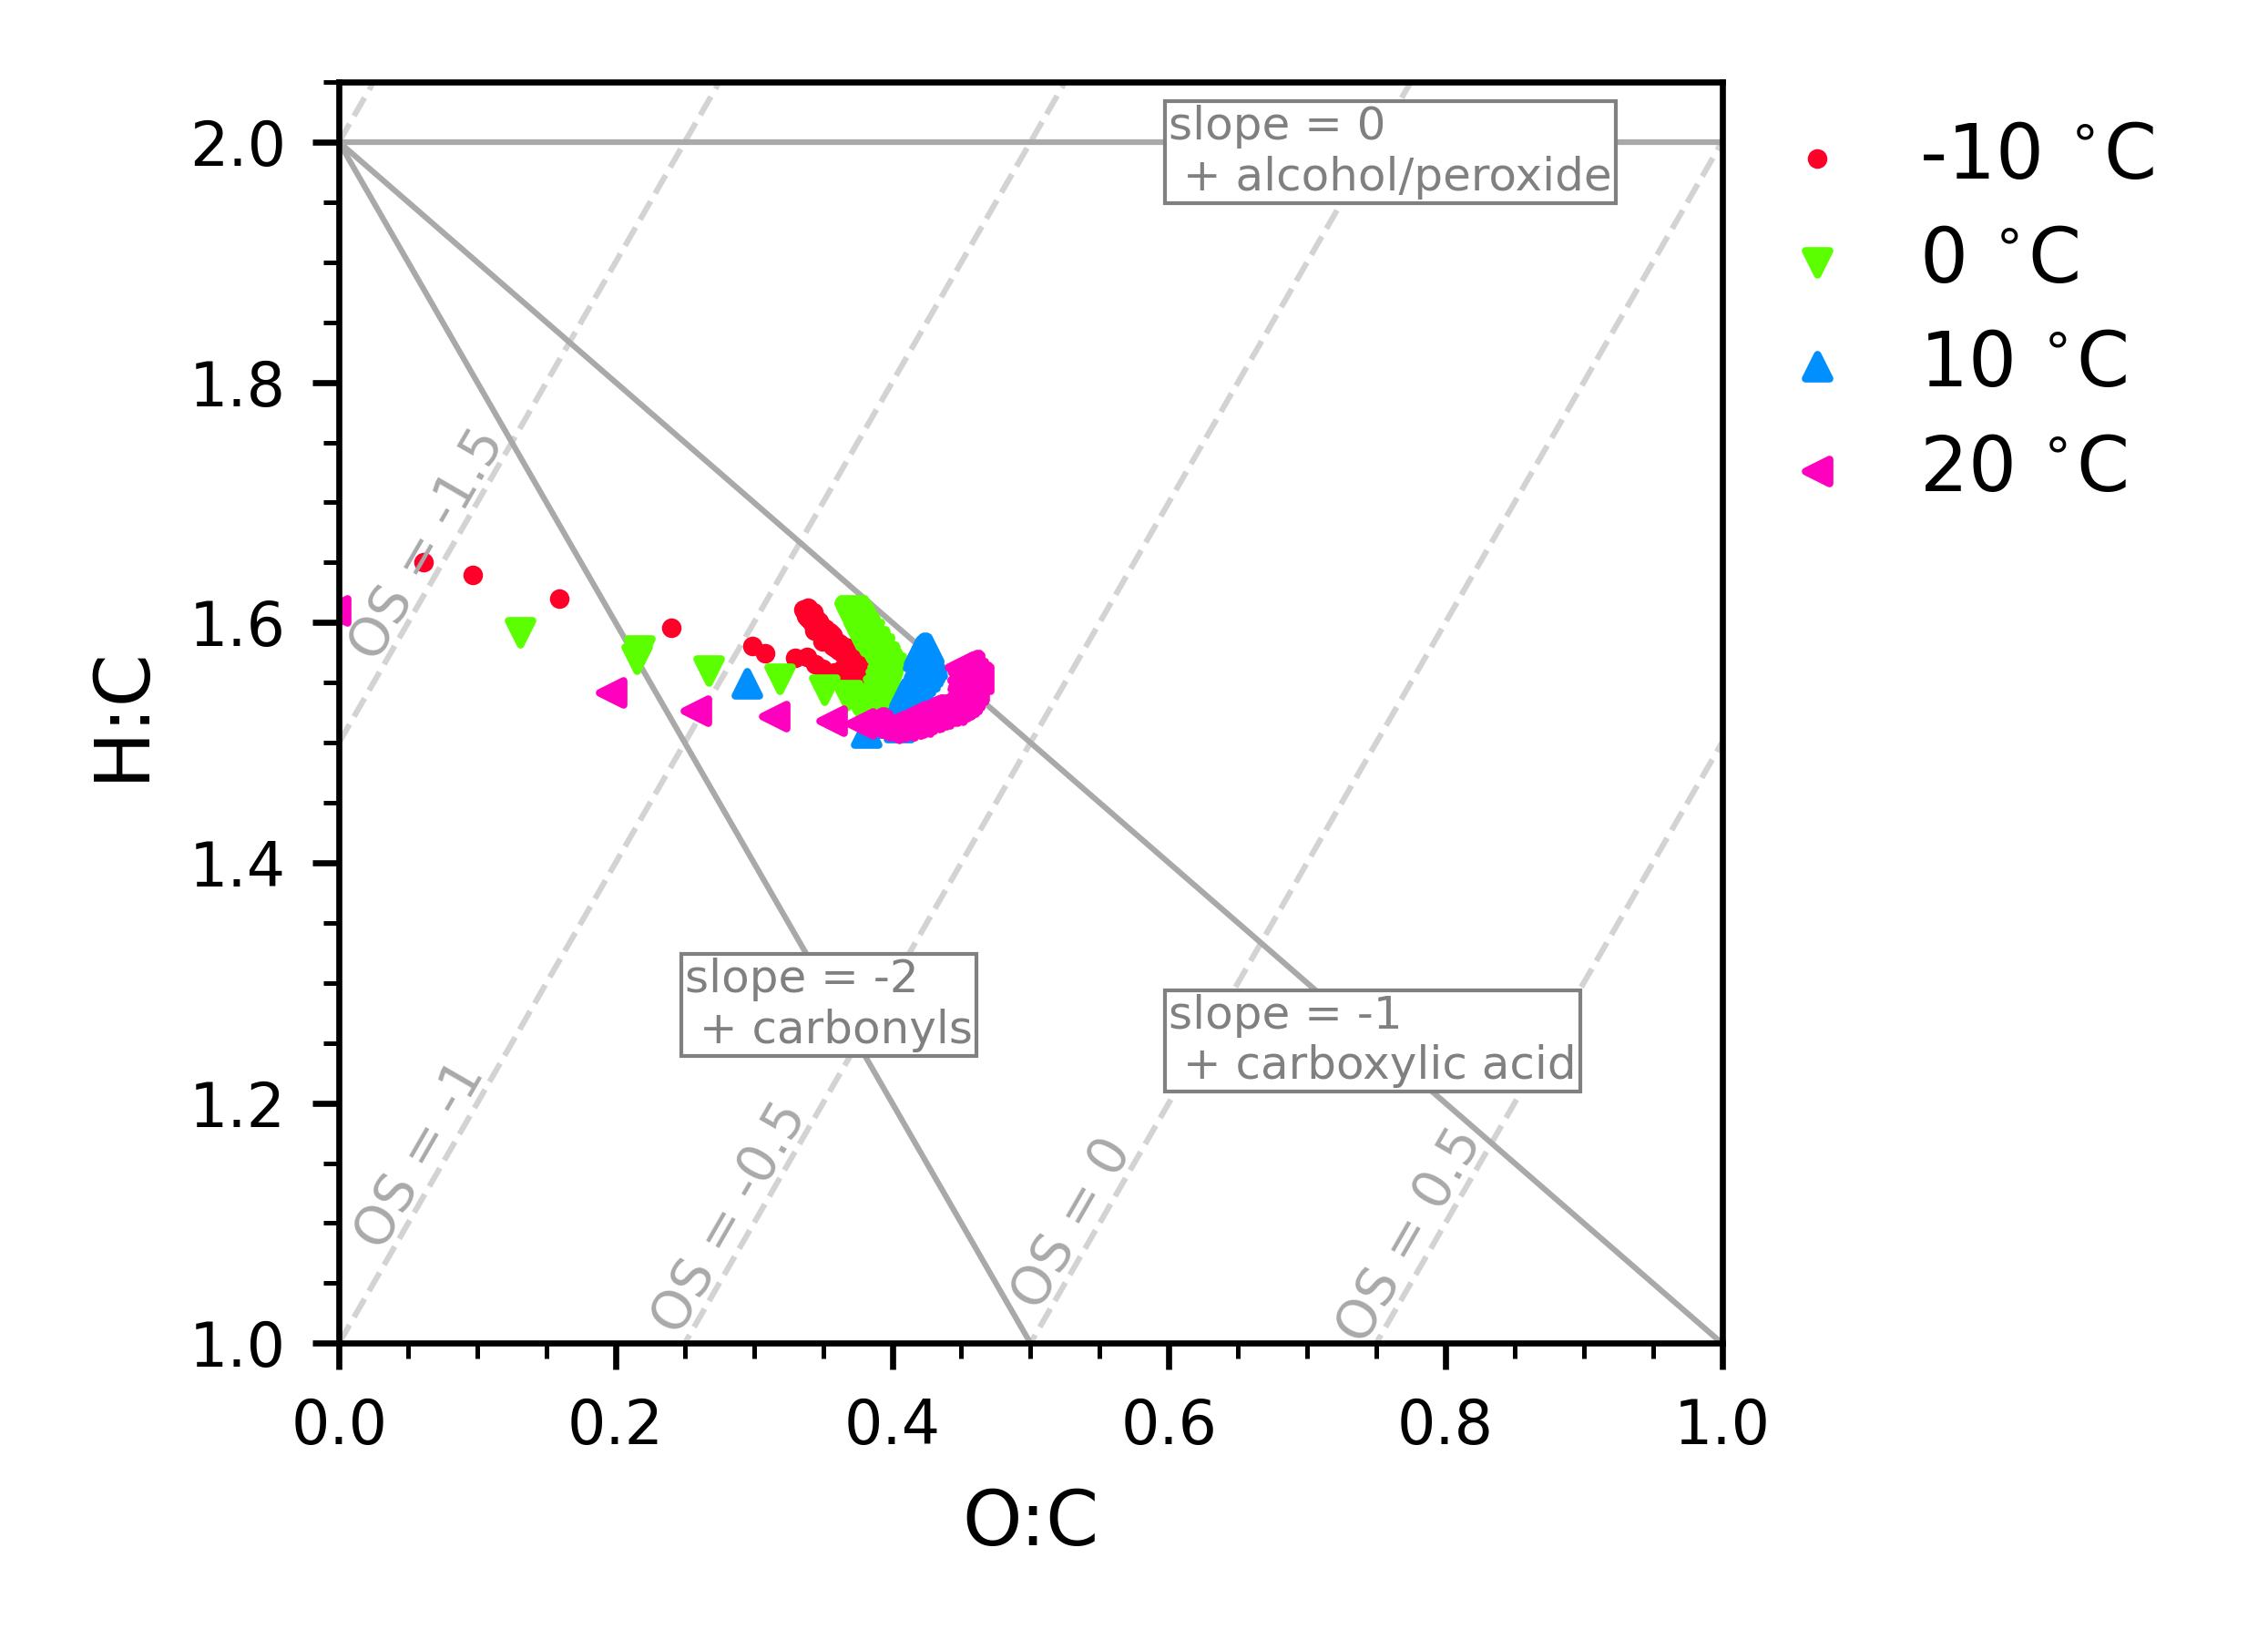 2.0
1.8
1.6
1.4
1.2
1.0
H:C
0.0
0.2
0.4
0.6
0.8
1.0
O:C
slope = 0
+ alcohol/peroxide
slope = -2
+ carbonyls
slope = -1
+ carboxylic acid
OS = -1.5
OS = -1
OS = -0.5
OS = 0
OS = 0.5
-10 °C
0 °C
10 °C
20 °C